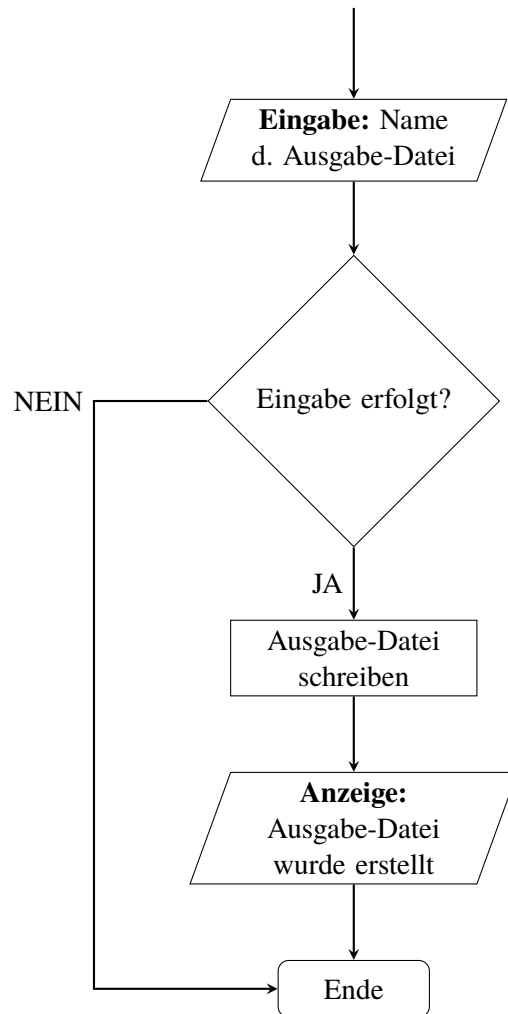 Eingabe: Name
d. Ausgabe-Datei
Eingabe erfolgt?
NEIN
JA
Ausgabe-Datei
schreiben
Anzeige:
Ausgabe-Datei
wurde erstellt
Ende